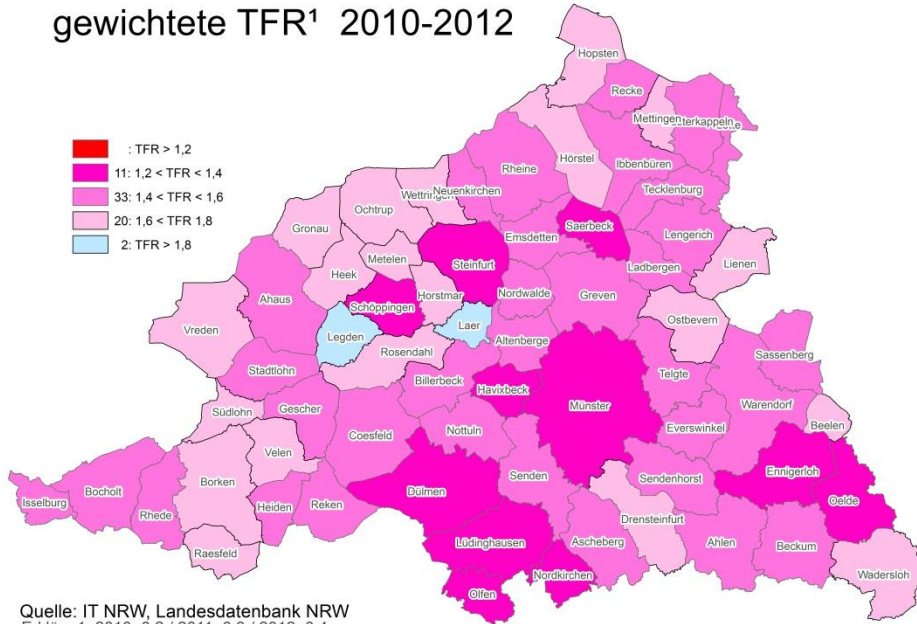 gewichtete TFR¹ 2010-2012
: TFR > 1,2
11: 1,2 < TFR < 1,4
33: 1,4 < TFR < 1,6
20: 1,6 < TFR 1,8
2: TFR > 1,8
Hopsten
Recke
Mettingen
Rheine
Hörstel
Ibbenbüren
Neuenkirchen
Wettringen
Ochtrup
Tecklenburg
Gronau
Saerbeck
Emsdetten
Lengerich
Metelen
Steinfurt
Lienen
Heek
Ladbergen
Ahaus
Schöppingen
Horstmar
Nordwalde
Greven
Vreden
Legden
Laer
Ostbevern
Altenberge
Rosendahl
Sassenberg
Stadtlohn
Billerbeck
Telgte
Havixbeck
Münster
Warendorf
Südlohn
Gescher
Coesfeld
Nottuln
Everswinkel
Beelen
Velen
Ennigerloh
Borken
Senden
Sendenhorst
Dülmen
Oelde
Isselburg
Bocholt
Rhede
Heiden
Reken
Drensteinfurt
Lüdinghausen
Ascheberg
Ahlen
Beckum
Raesfeld
Nordkirchen
Wadersloh
Olfen
Quelle: IT NRW, Landesdatenbank NRW